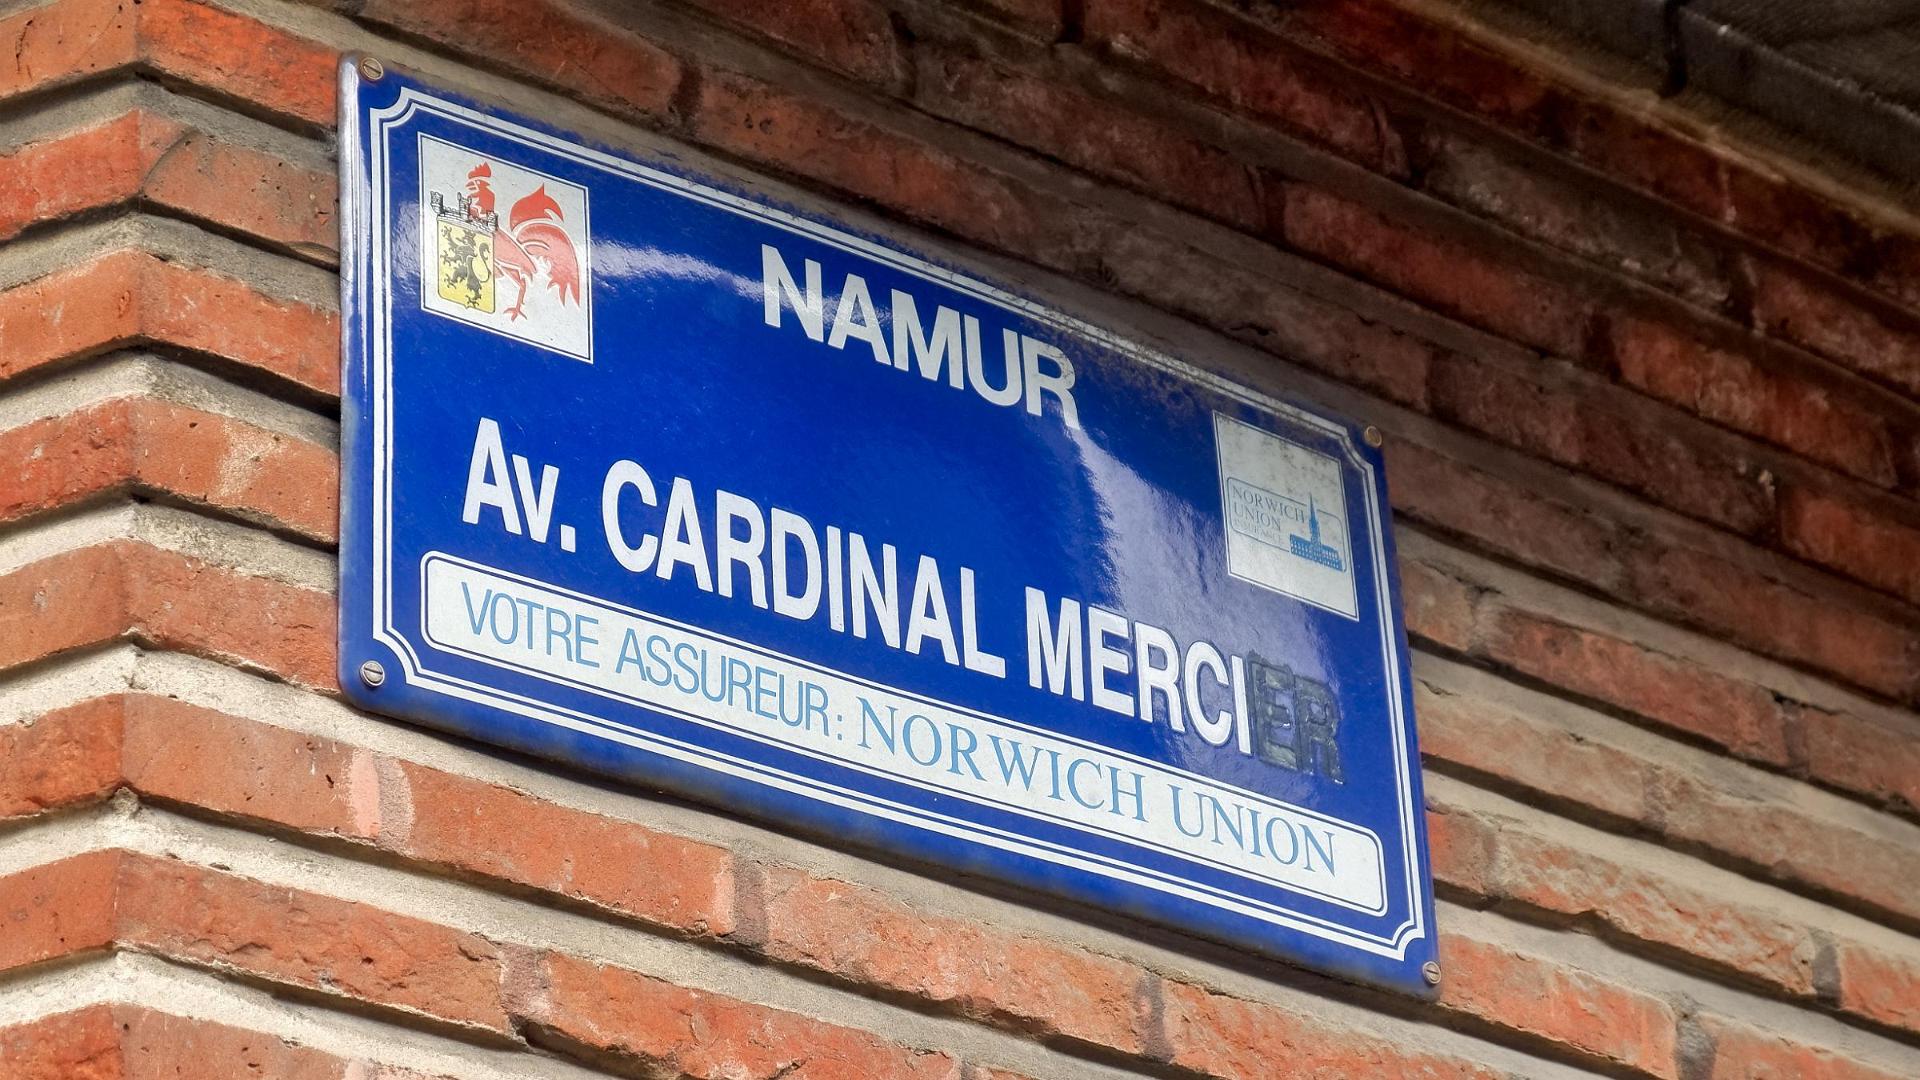 NAMUR
NORWICH
UNION
Av. CARDINAL MERCIER
VOTRE ASSUREUR: NORWICH UNION